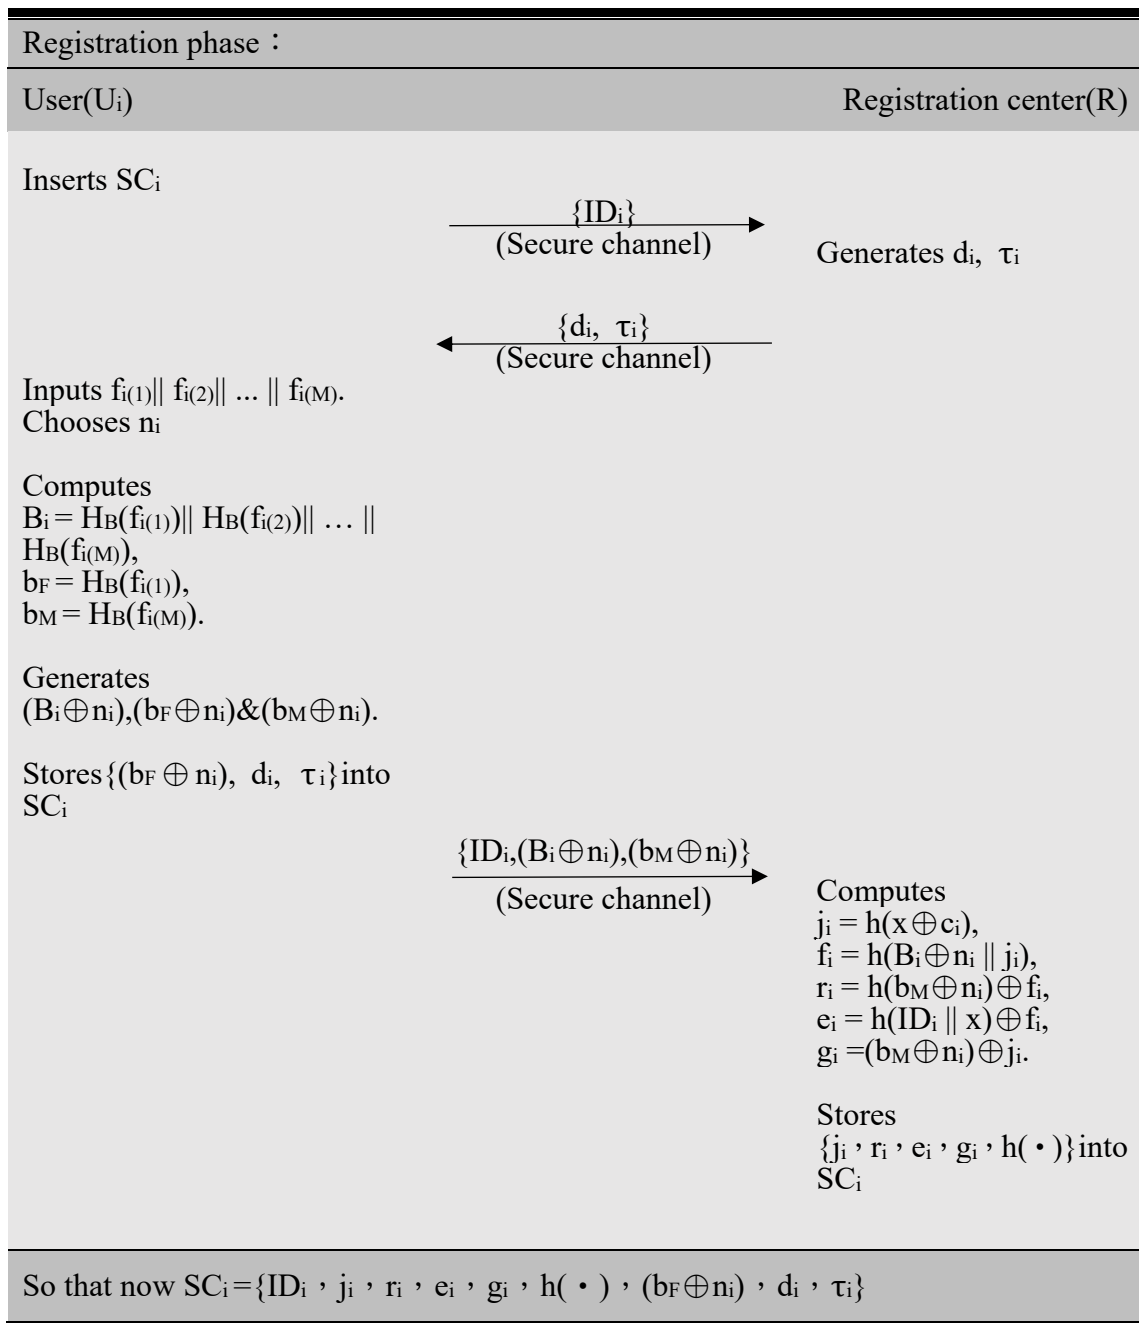 Registration phase：
User(Ui) Registration center(R)
Inserts SCi
{IDi}
(Secure channel)
Generates di, τi
{di, τi}
(Secure channel)
Inputs fi(1)|| fi(2)|| ... || fi(M).
Chooses ni
Computes
Bi = HB(fi(1))|| HB(fi(2))|| … ||
HB(fi(M)),
bF = HB(fi(1)),
bM = HB(fi(M)).
Generates
(Bi⊕ni),(bF⊕ni)&(bM⊕ni).
Stores{(bF ⊕ ni), di, τi}into
SCi
{IDi,(Bi⊕ni),(bM⊕ni)}
(Secure channel)
Computes
ji = h(x⊕ci),
fi = h(Bi⊕ni || ji),
ri = h(bM⊕ni)⊕fi,
ei = h(IDi || x)⊕fi,
gi =(bM⊕ni)⊕ji.
Stores
{ji，ri，ei，gi，h(・)}into
SCi
So that now SCi={IDi，ji，ri，ei，gi，h(・)，(bF⊕ni)，di，τi}